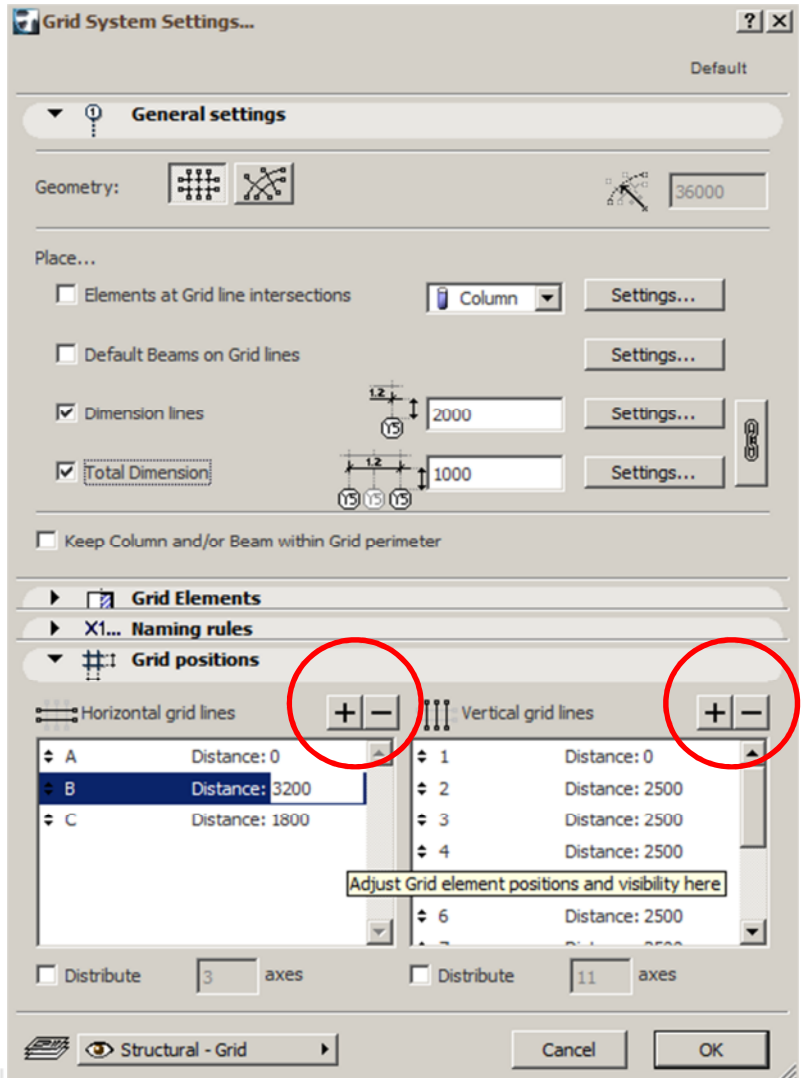 Grid System Settings...
?
Default
General settings
Geometry:
36000
Place...
Elements at Grid line intersections
Column
Settings...
Default Beams on Grid lines
Settings...
Dimension lines
1.2
Y5
2000
Settings...
Total Dimension
1.2
Y5 Y5 Y5
1000
Settings...
Keep Column and/or Beam within Grid perimeter
Grid Elements
X1... Naming rules
Grid positions
Horizontal grid lines
+ −
A Distance: 0
B Distance: 3200
C Distance: 1800
Vertical grid lines
+ −
1 Distance: 0
2 Distance: 2500
3 Distance: 2500
4 Distance: 2500
Adjust Grid element positions and visibility here
6 Distance: 2500
Distribute 3 axes
Distribute 11 axes
Structural - Grid
Cancel
OK